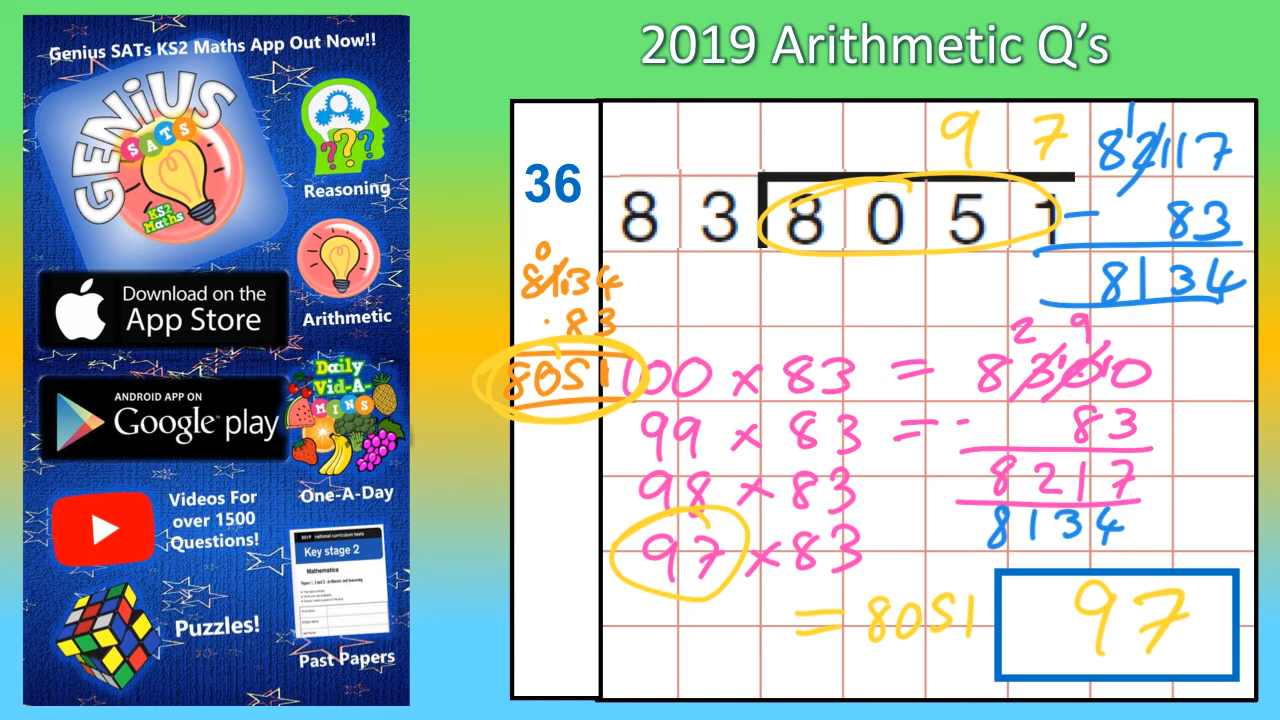 Genius SATs KS2 Maths App Out Now!!
GENiUS
SATS
KS2
Maths
???
Reasoning
Arithmetic
Download on the
App Store
ANDROID APP ON
Google play
Daily
Vid-A-
MINS
One-A-Day
Videos For
over 1500
Questions!
Puzzles!
2019 national curriculum tests
Key stage 2
Mathematics
Past Papers
2019 Arithmetic Q's
36
9 7
83 8051
8217
- 83
8134
8134
83
8051
100 × 83 = 8300
99 × 83 = - 83
98 × 83 8217
8134
97 × 83
= 8051
97